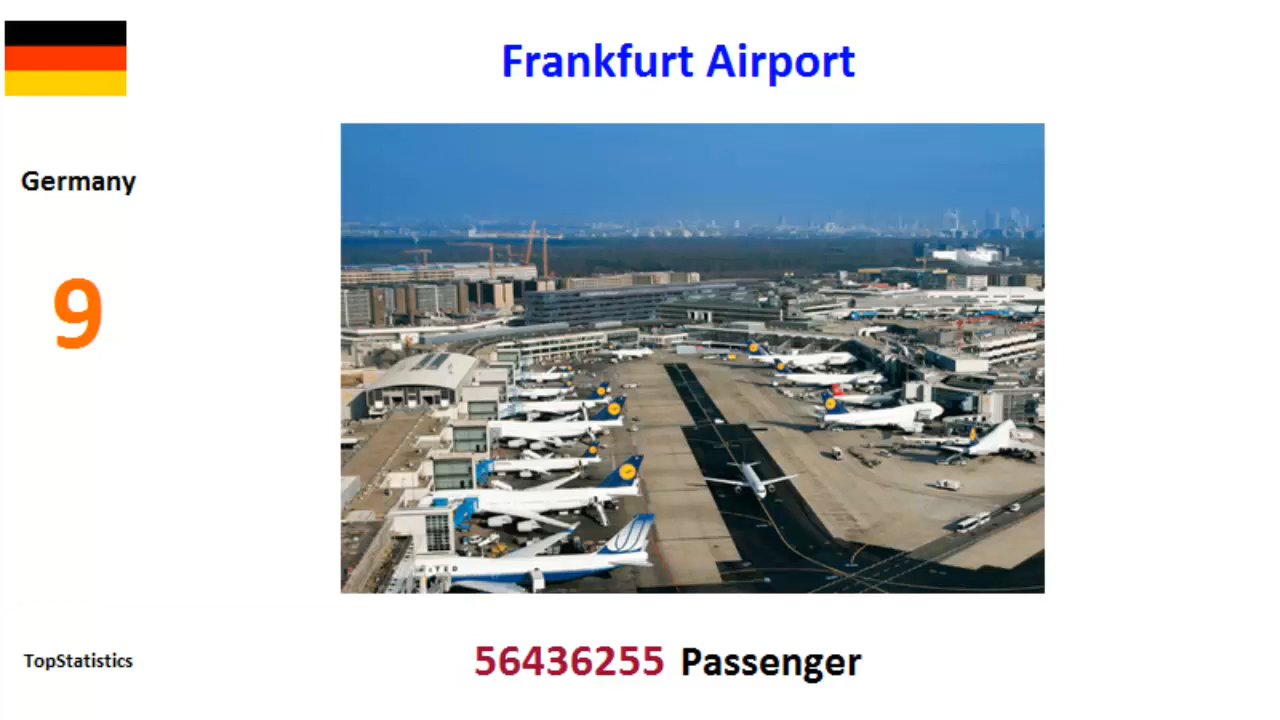 Frankfurt Airport
Germany
9
TopStatistics
56436255 Passenger